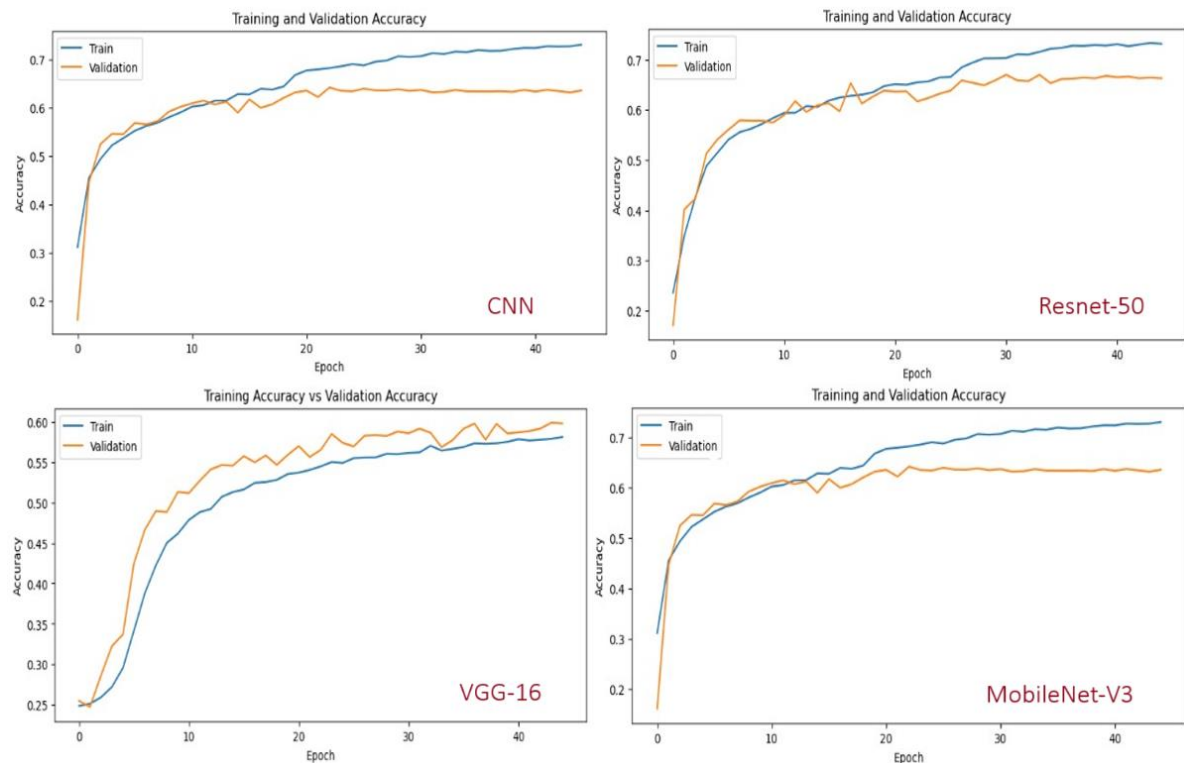 Training and Validation Accuracy
Train
Validation
0.7
0.6
0.5
0.4
0.3
0.2
Accuracy
0 10 20 30 40
Epoch
CNN
Training and Validation Accuracy
Train
Validation
0.7
0.6
0.5
0.4
0.3
0.2
Accuracy
0 10 20 30 40
Epoch
Resnet-50
Training Accuracy vs Validation Accuracy
Train
Validation
0.60
0.55
0.50
0.45
0.40
0.35
0.30
0.25
Accuracy
0 10 20 30 40
Epoch
VGG-16
Training and Validation Accuracy
Train
Validation
0.7
0.6
0.5
0.4
0.3
0.2
Accuracy
0 10 20 30 40
Epoch
MobileNet-V3